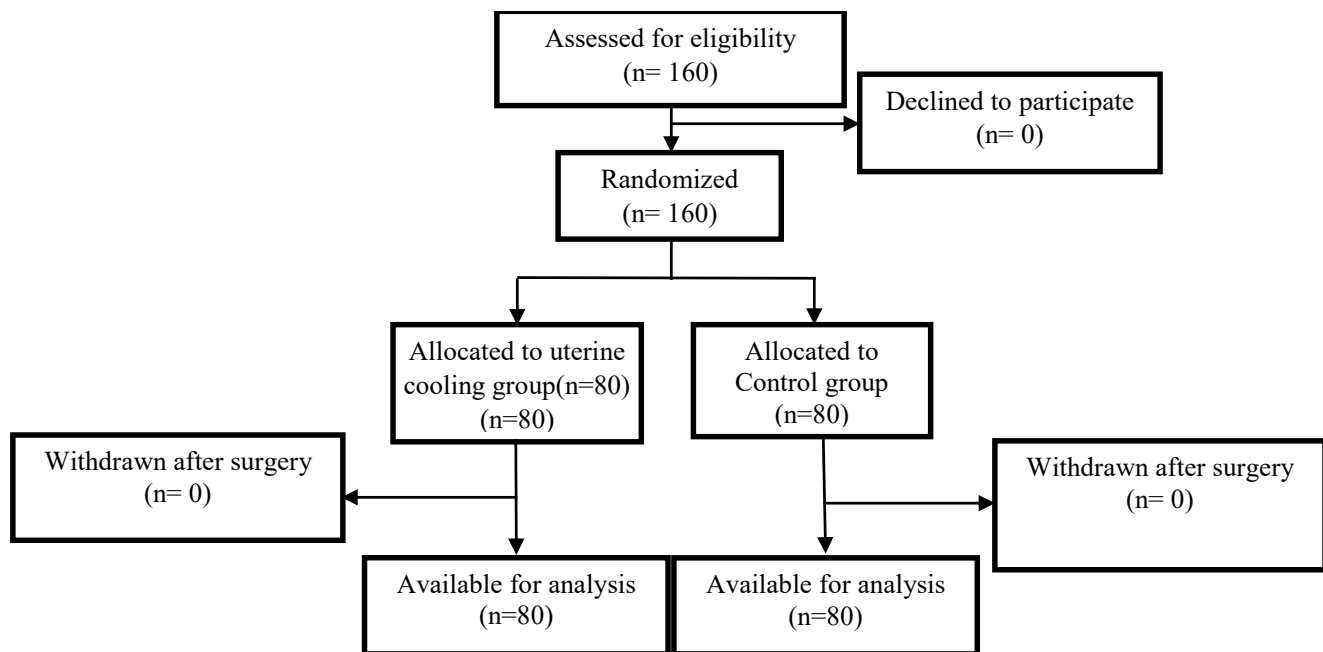 Assessed for eligibility
(n= 160)
Declined to participate
(n= 0)
Randomized
(n= 160)
Allocated to uterine
cooling group(n=80)
(n=80)
Allocated to
Control group
(n=80)
Withdrawn after surgery
(n= 0)
Withdrawn after surgery
(n= 0)
Available for analysis
(n=80)
Available for analysis
(n=80)